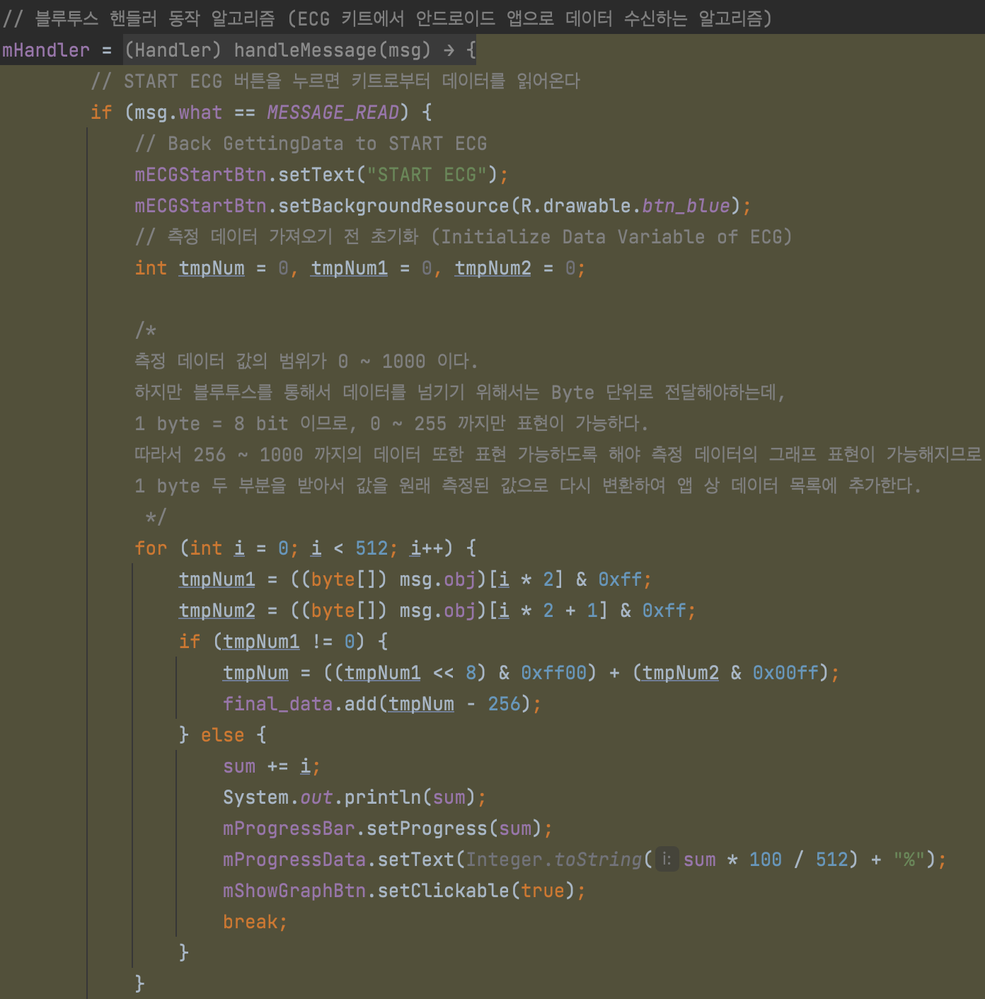 // 블루투스 핸들러 동작 알고리즘 (ECG 키트에서 안드로이드 앱으로 데이터 수신하는 알고리즘)
mHandler = (Handler) handleMessage(msg) → {
// START ECG 버튼을 누르면 키트로부터 데이터를 읽어온다
if (msg.what == MESSAGE_READ) {
// Back GettingData to START ECG
mECGStartBtn.setText("START ECG");
mECGStartBtn.setBackgroundResource(R.drawable.btn_blue);
// 측정 데이터 가져오기 전 초기화 (Initialize Data Variable of ECG)
int tmpNum = 0, tmpNum1 = 0, tmpNum2 = 0;
/*
측정 데이터 값의 범위가 0 ~ 1000 이다.
하지만 블루투스를 통해서 데이터를 넘기기 위해서는 Byte 단위로 전달해야하는데,
1 byte = 8 bit 이므로, 0 ~ 255 까지만 표현이 가능하다.
따라서 256 ~ 1000 까지의 데이터 또한 표현 가능하도록 해야 측정 데이터의 그래프 표현이 가능해지므로
1 byte 두 부분을 받아서 값을 원래 측정된 값으로 다시 변환하여 앱 상 데이터 목록에 추가한다.
*/
for (int i = 0; i < 512; i++) {
tmpNum1 = ((byte[]) msg.obj)[i * 2] & 0xff;
tmpNum2 = ((byte[]) msg.obj)[i * 2 + 1] & 0xff;
if (tmpNum1 != 0) {
tmpNum = ((tmpNum1 << 8) & 0xff00) + (tmpNum2 & 0x00ff);
final_data.add(tmpNum - 256);
} else {
sum += i;
System.out.println(sum);
mProgressBar.setProgress(sum);
mProgressData.setText(Integer.toString( i: sum * 100 / 512) + "%");
mShowGraphBtn.setClickable(true);
break;
}
}